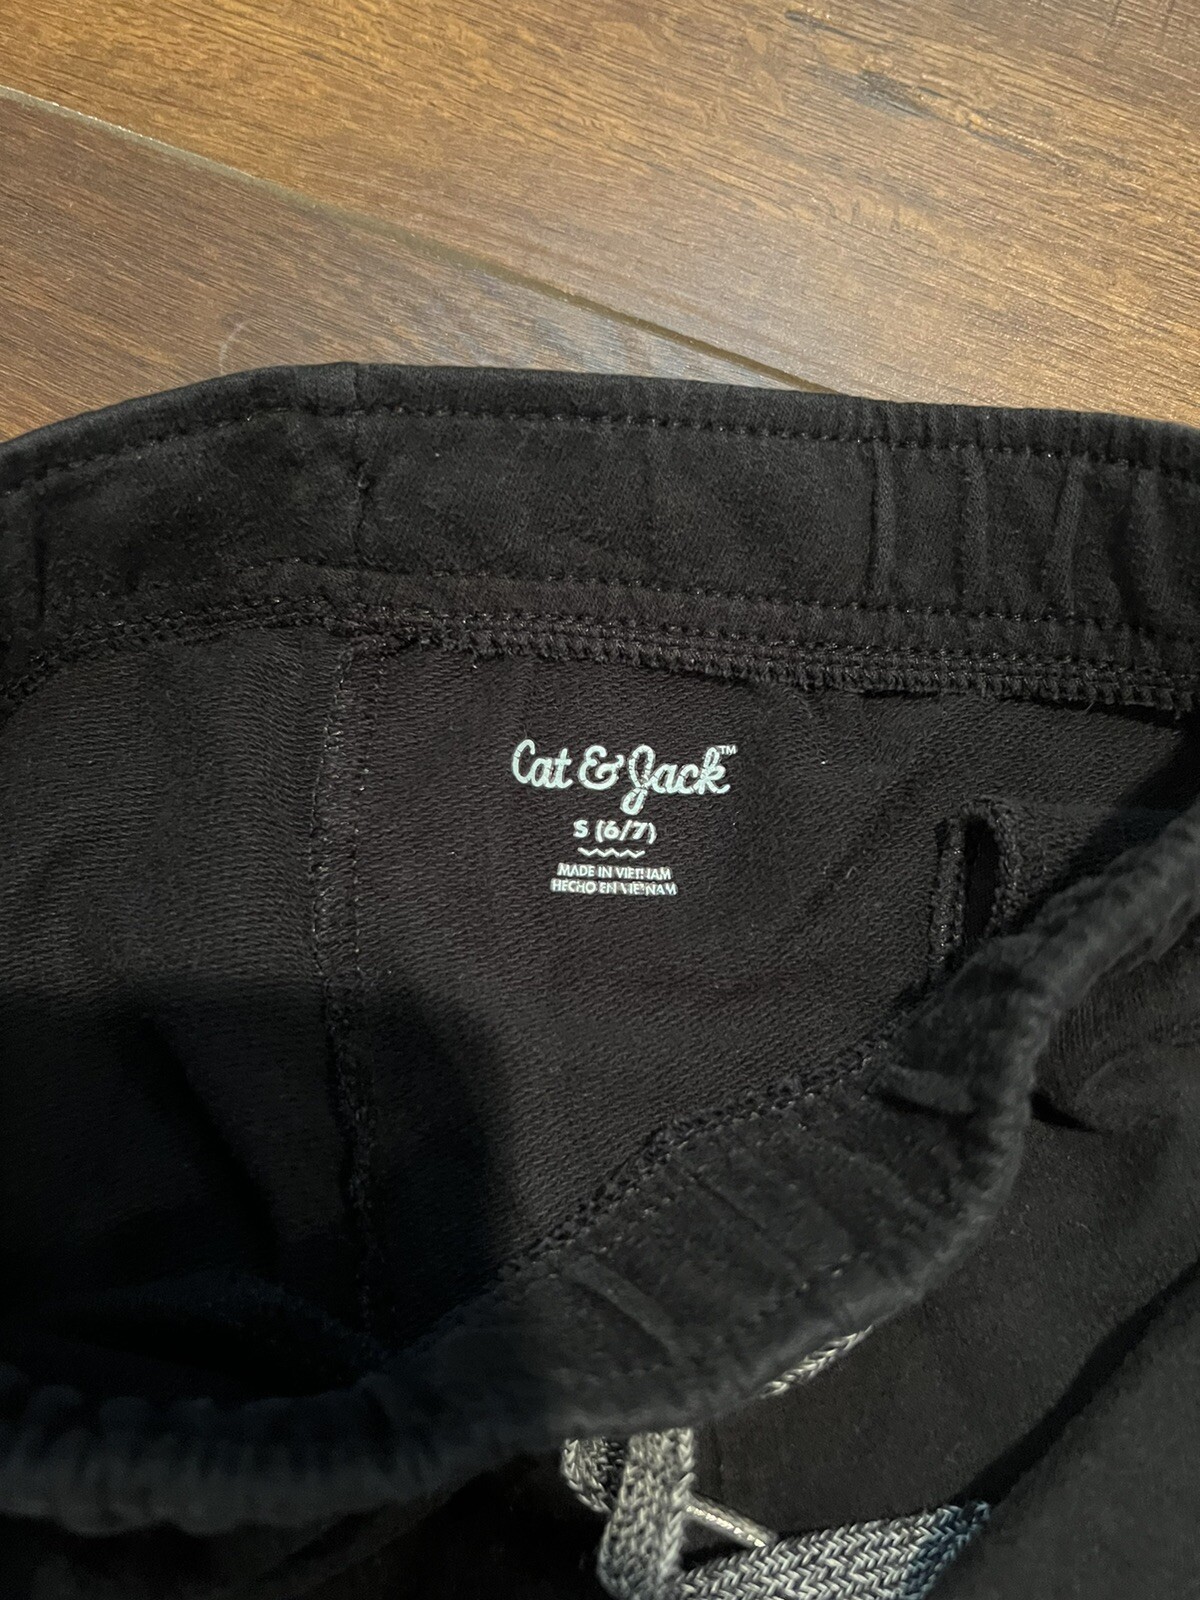 Cat & Jack™
S (6/7)
MADE IN VIETNAM
HECHO EN VIETNAM